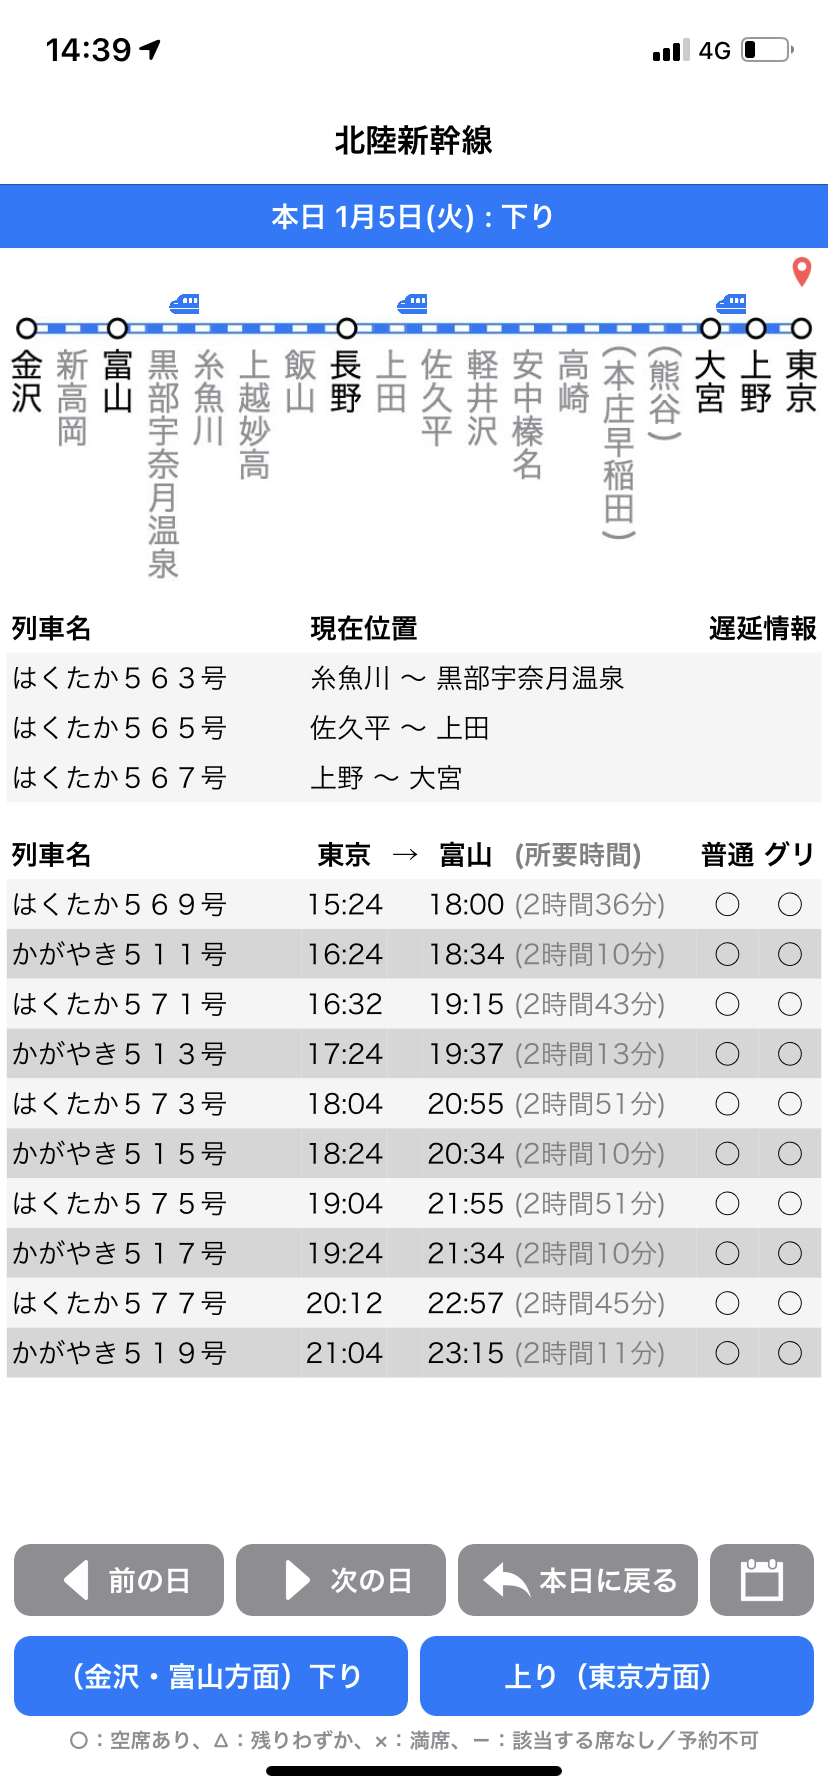 14:39
4G
北陸新幹線
本日 1月5日(火) : 下り
金沢
新高岡
富山
黒部宇奈月温泉
糸魚川
上越妙高
飯山
長野
上田
佐久平
軽井沢
安中榛名
高崎
(本庄早稲田)
(熊谷)
大宮
上野
東京
列車名 現在位置 遅延情報
はくたか５６３号 糸魚川 〜 黒部宇奈月温泉
はくたか５６５号 佐久平 〜 上田
はくたか５６７号 上野 〜 大宮
列車名 東京 → 富山 (所要時間) 普通 グリ
はくたか５６９号 15:24 18:00 (2時間36分) ○ ○
かがやき５１１号 16:24 18:34 (2時間10分) ○ ○
はくたか５７１号 16:32 19:15 (2時間43分) ○ ○
かがやき５１３号 17:24 19:37 (2時間13分) ○ ○
はくたか５７３号 18:04 20:55 (2時間51分) ○ ○
かがやき５１５号 18:24 20:34 (2時間10分) ○ ○
はくたか５７５号 19:04 21:55 (2時間51分) ○ ○
かがやき５１７号 19:24 21:34 (2時間10分) ○ ○
はくたか５７７号 20:12 22:57 (2時間45分) ○ ○
かがやき５１９号 21:04 23:15 (2時間11分) ○ ○
前の日 次の日 本日に戻る
（金沢・富山方面）下り 上り（東京方面）
○：空席あり、△：残りわずか、×：満席、－：該当する席なし／予約不可